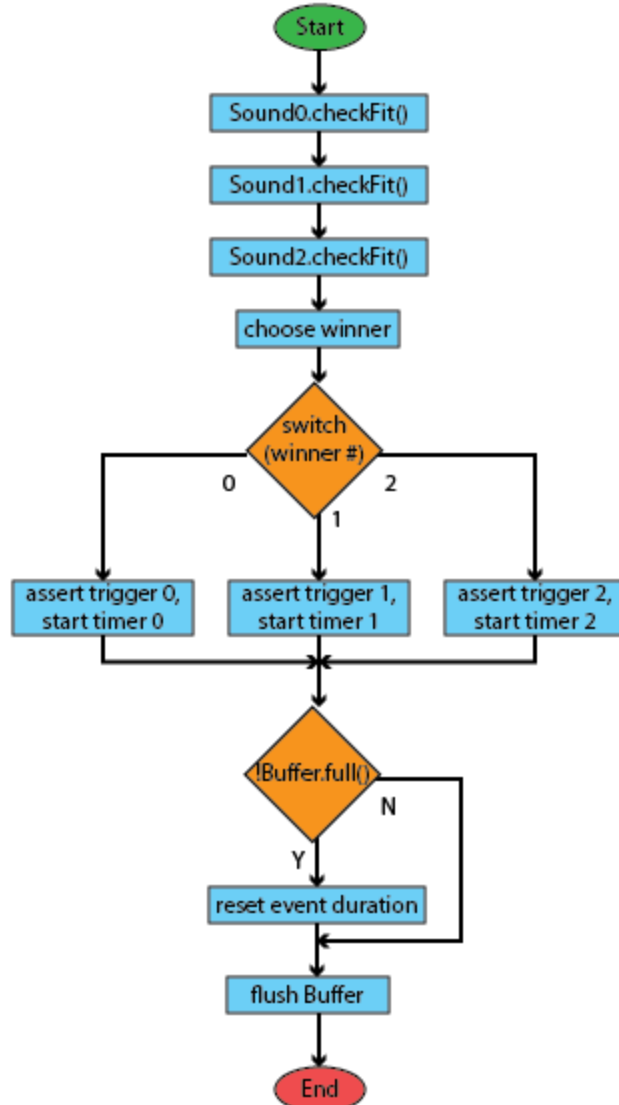 Start
Sound0.checkFit()
Sound1.checkFit()
Sound2.checkFit()
choose winner
switch
(winner #)
0
2
1
assert trigger 0,
start timer 0
assert trigger 1,
start timer 1
assert trigger 2,
start timer 2
!Buffer.full()
N
Y
reset event duration
flush Buffer
End